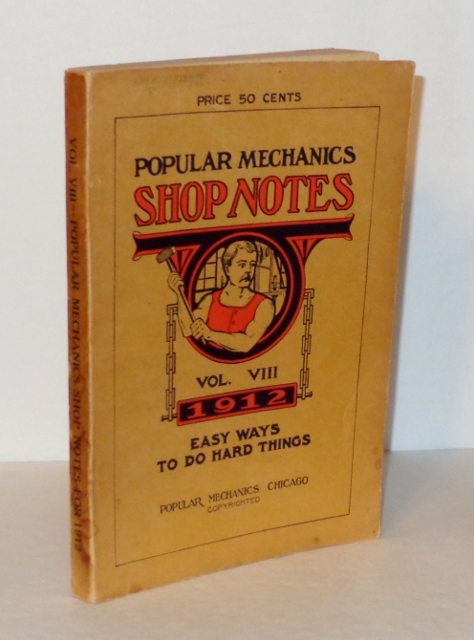 VOL. VIII—POPULAR MECHANICS SHOP NOTES FOR 1912
PRICE 50 CENTS
POPULAR MECHANICS
SHOP NOTES
VOL. VIII
1912
EASY WAYS
TO DO HARD THINGS
POPULAR MECHANICS CHICAGO
COPYRIGHTED